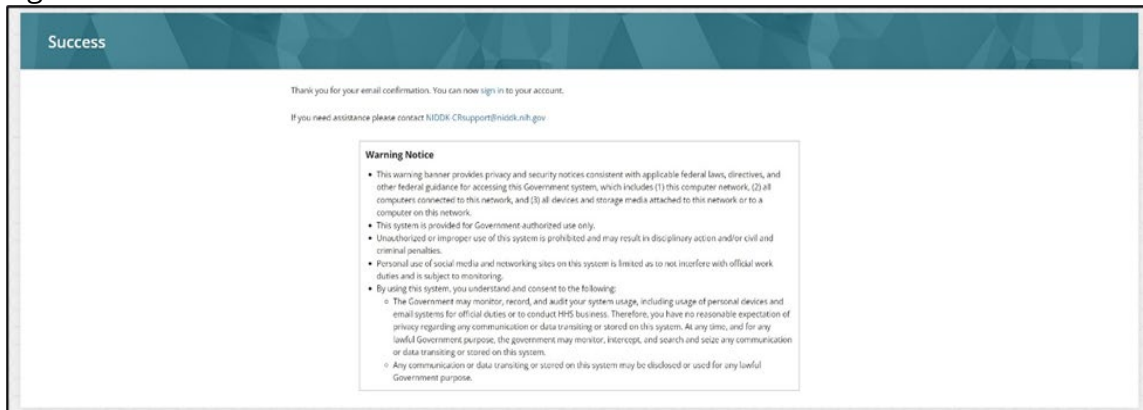 Success
Thank you for your email confirmation. You can now sign in to your account.
If you need assistance please contact NIDDK-CRsupport@niddk.nih.gov
Warning Notice
• This warning banner provides privacy and security notices consistent with applicable federal laws, directives, and
other federal guidance for accessing this Government system, which includes (1) this computer network, (2) all
computers connected to this network, and (3) all devices and storage media attached to this network or to a
computer on this network.
• This system is provided for Government-authorized use only.
• Unauthorized or improper use of this system is prohibited and may result in disciplinary action and/or civil and
criminal penalties.
• Personal use of social media and networking sites on this system is limited as to not interfere with official work
duties and is subject to monitoring.
• By using this system, you understand and consent to the following:
○ The Government may monitor, record, and audit your system usage, including usage of personal devices and
email systems for official duties or to conduct HHS business. Therefore, you have no reasonable expectation of
privacy regarding any communication or data transiting or stored on this system. At any time, and for any
lawful Government purpose, the government may monitor, intercept, and search and seize any communication
or data transiting or stored on this system.
○ Any communication or data transiting or stored on this system may be disclosed or used for any lawful
Government purpose.